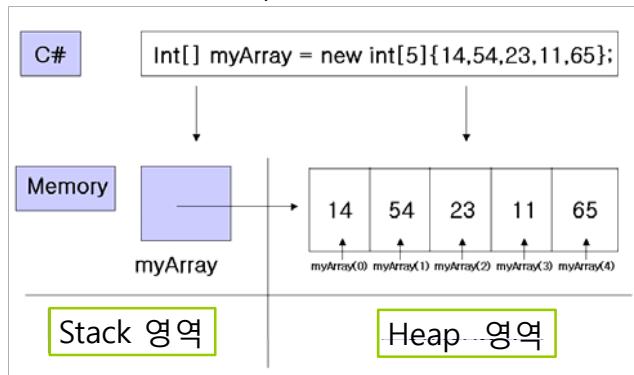 C#
Int[] myArray = new int[5]{14,54,23,11,65};
Memory
14 54 23 11 65
myArray
myArray(0) myArray(1) myArray(2) myArray(3) myArray(4)
Stack 영역
Heap 영역